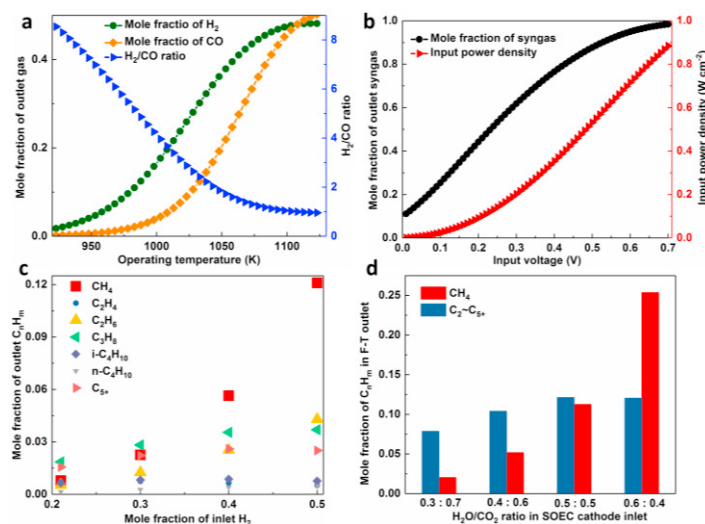 a
Mole fractio of H2
Mole fractio of CO
H2/CO ratio
Mole fraction of outlet gas
0.4
0.2
0.0
950
1000
1050
1100
Operating temperature (K)
8
6
4
2
0
H2/CO ratio
b
Mole fraction of syngas
Input power density
Mole fraction of outlet syngas
1.0
0.8
0.6
0.4
0.2
0.0
0.0 0.1 0.2 0.3 0.4 0.5 0.6 0.7
Input voltage (V)
1.0
0.8
0.6
0.4
0.2
0.0
Input power density (W cm-2)
c
CH4
C2H4
C2H6
C3H8
i-C4H10
n-C4H10
C5+
Mole fraction of outlet CnHm
0.12
0.09
0.06
0.03
0.00
0.2 0.3 0.4 0.5
Mole fraction of inlet H2
d
CH4
C2~C5+
Mole fraction of CnHm in F-T outlet
0.25
0.20
0.15
0.10
0.05
0.00
0.3 : 0.7 0.4 : 0.6 0.5 : 0.5 0.6 : 0.4
H2O/CO2 ratio in SOEC cathode inlet